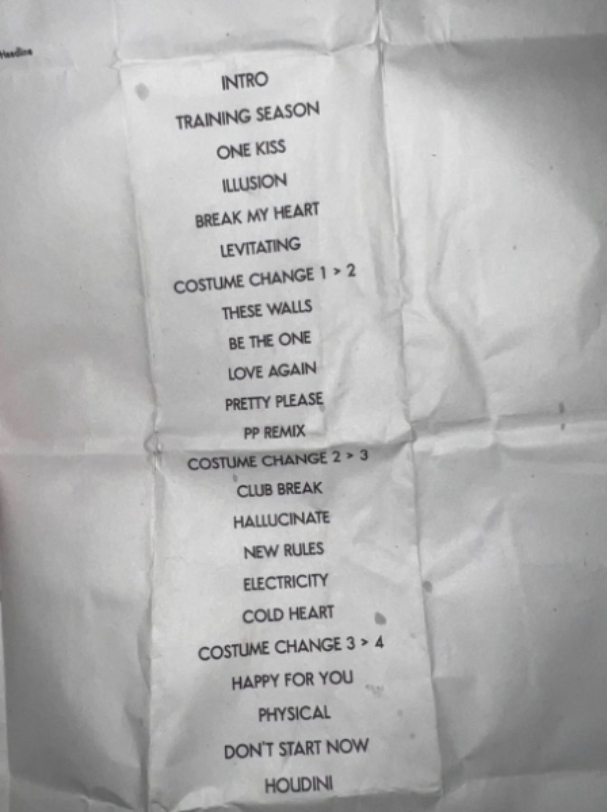 Headline
INTRO
TRAINING SEASON
ONE KISS
ILLUSION
BREAK MY HEART
LEVITATING
COSTUME CHANGE 1 > 2
THESE WALLS
BE THE ONE
LOVE AGAIN
PRETTY PLEASE
PP REMIX
COSTUME CHANGE 2 > 3
CLUB BREAK
HALLUCINATE
NEW RULES
ELECTRICITY
COLD HEART
COSTUME CHANGE 3 > 4
HAPPY FOR YOU
PHYSICAL
DON'T START NOW
HOUDINI